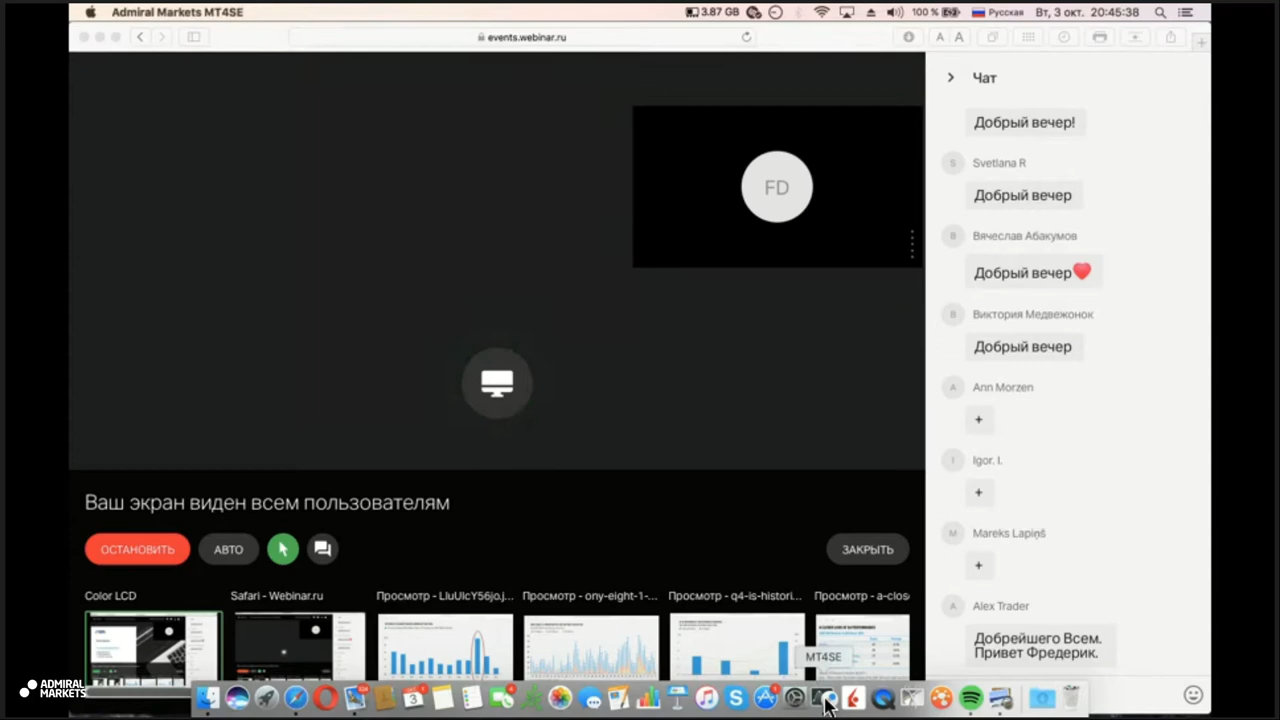 Admiral Markets MT4SE
3.87 GB
100 %
Русская
Вт, 3 окт. 20:45:38
events.webinar.ru
A A
Чат
Добрый вечер!
FD
S
Svetlana R
Добрый вечер
В
Вячеслав Абакумов
Добрый вечер❤️
В
Виктория Медвежонок
Добрый вечер
A
Ann Morzen
+
I
Igor. I.
+
M
Mareks Lapiņš
+
A
Alex Trader
Добрейшего Всем.
Привет Фредерик.
Ваш экран виден всем пользователям
ОСТАНОВИТЬ
АВТО
ЗАКРЫТЬ
Color LCD
Safari - Webinar.ru
Просмотр - LluUIcY56jo.j...
Просмотр - ony-eight-1-...
Просмотр - q4-is-histori...
Просмотр - a-clos
MT4SE
ADMIRAL
MARKETS